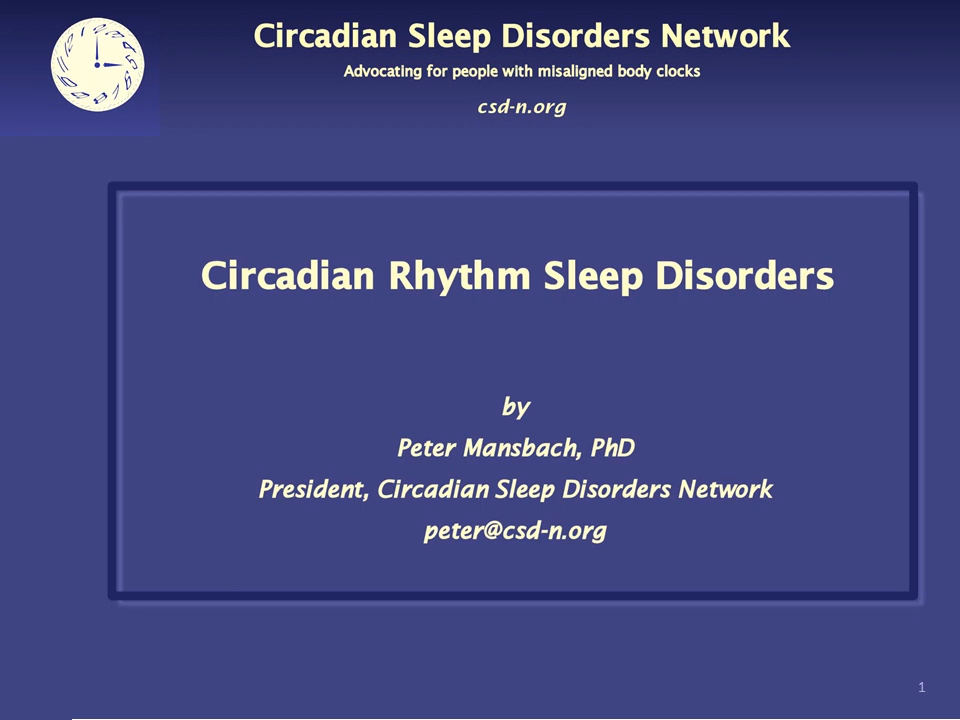 Circadian Sleep Disorders Network
Advocating for people with misaligned body clocks
csd-n.org
Circadian Rhythm Sleep Disorders
by
Peter Mansbach, PhD
President, Circadian Sleep Disorders Network
peter@csd-n.org
1